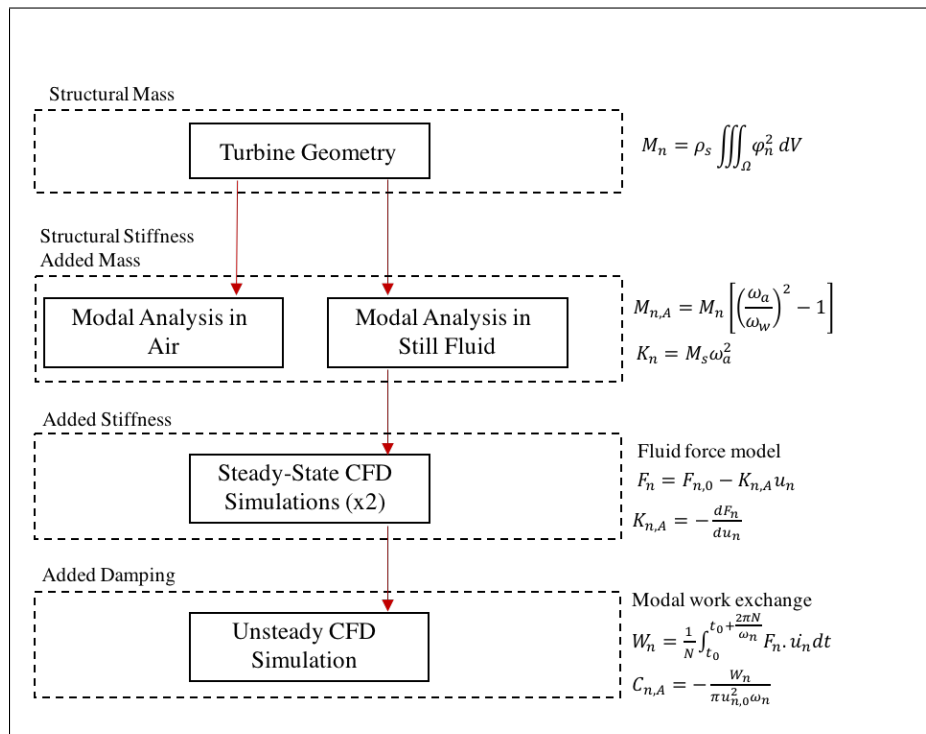 Structural Mass
Turbine Geometry
M_n = ρ_s ∭_Ω φ_n^2 dV
Structural Stiffness
Added Mass
Modal Analysis in
Air
Modal Analysis in
Still Fluid
M_{n,A} = M_n [(ω_a/ω_w)^2 − 1]
K_n = M_s ω_a^2
Added Stiffness
Steady-State CFD
Simulations (x2)
Fluid force model
F_n = F_{n,0} − K_{n,A} u_n
K_{n,A} = − dF_n/du_n
Added Damping
Unsteady CFD
Simulation
Modal work exchange
W_n = 1/N ∫_{t_0}^{t_0 + 2πN/ω_n} F_n . u̇_n dt
C_{n,A} = − W_n/(π u_{n,0}^2 ω_n)